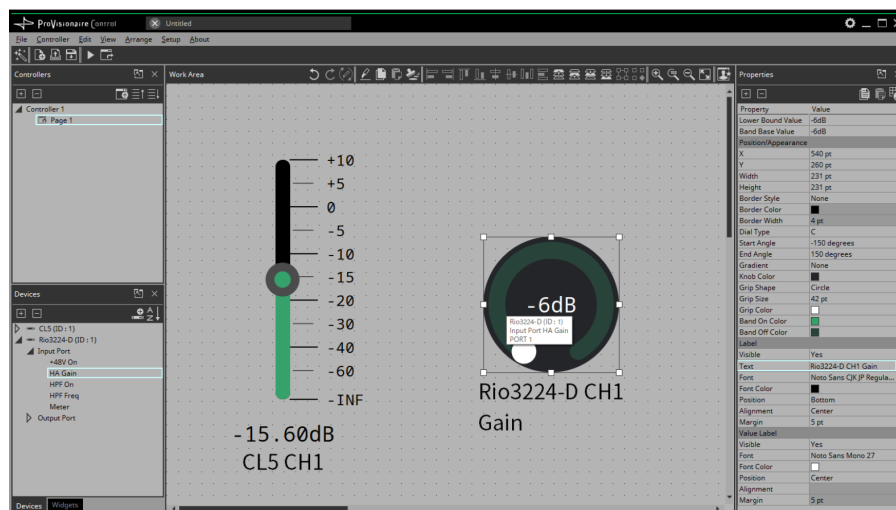 ProVisionaire Control
Untitled
File Controller Edit View Arrange Setup About
Controllers
Controller 1
Page 1
Devices
CL5 (ID : 1)
Rio3224-D (ID : 1)
Input Port
+48V On
HA Gain
HPF On
HPF Freq
Meter
Output Port
Devices Widgets
Work Area
+10
+5
0
-5
-10
-15
-20
-30
-40
-60
-INF
-15.60dB
CL5 CH1
-6dB
Rio3224-D (ID : 1)
Input Port HA Gain
PORT 1
Rio3224-D CH1
Gain
Properties
Property Value
Lower Bound Value -6dB
Band Base Value -6dB
Position/Appearance
X 540 pt
Y 260 pt
Width 231 pt
Height 231 pt
Border Style None
Border Color
Border Width 4 pt
Dial Type C
Start Angle -150 degrees
End Angle 150 degrees
Gradient None
Knob Color
Grip Shape Circle
Grip Size 42 pt
Grip Color
Band On Color
Band Off Color
Label
Visible Yes
Text Rio3224-D CH1 Gain
Font Noto Sans CJK JP Regula...
Font Color
Position Bottom
Alignment Center
Margin 5 pt
Value Label
Visible Yes
Font Noto Sans Mono 27
Font Color
Position Center
Alignment
Margin 5 pt